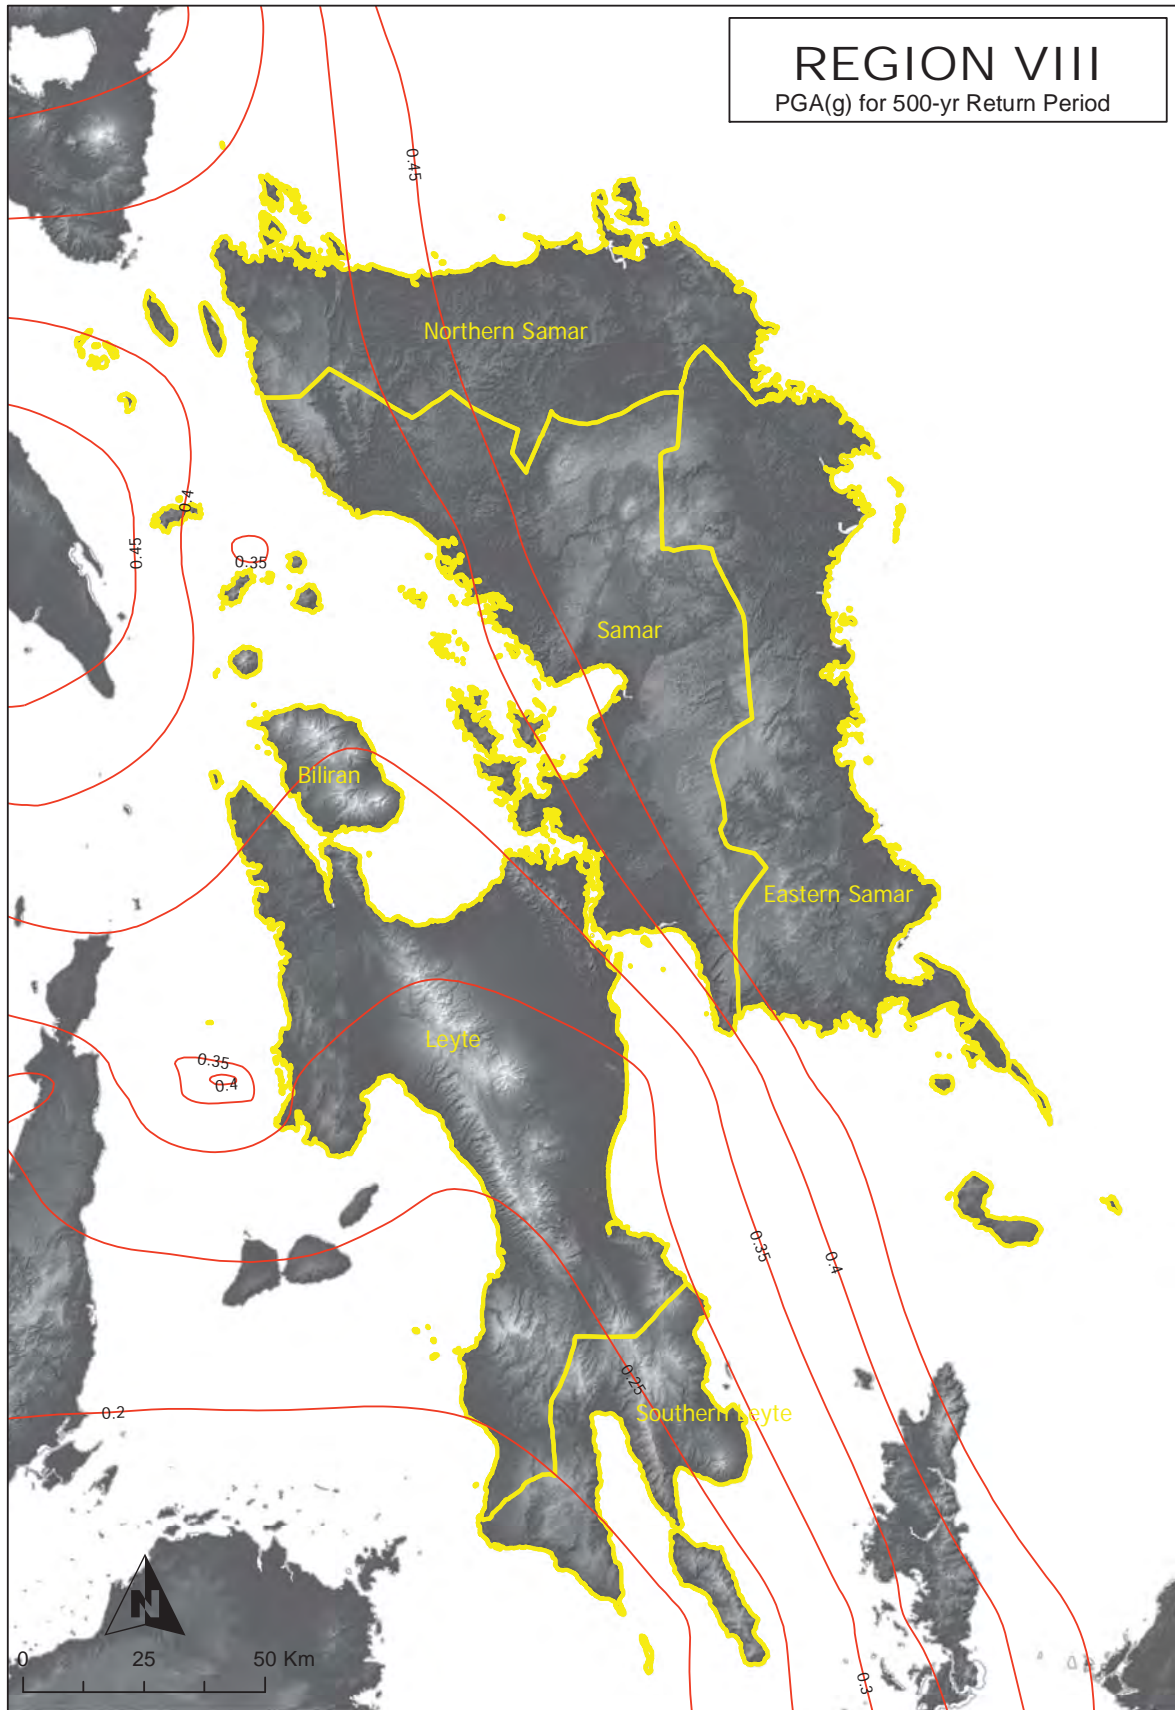 REGION VIII
PGA(g) for 500-yr Return Period
0.45
Northern Samar
0.4
0.45
0.35
Samar
Biliran
Eastern Samar
Leyte
0.35
0.4
0.35
0.4
0.25
0.2
Southern Leyte
N
0 25 50 Km
0.3